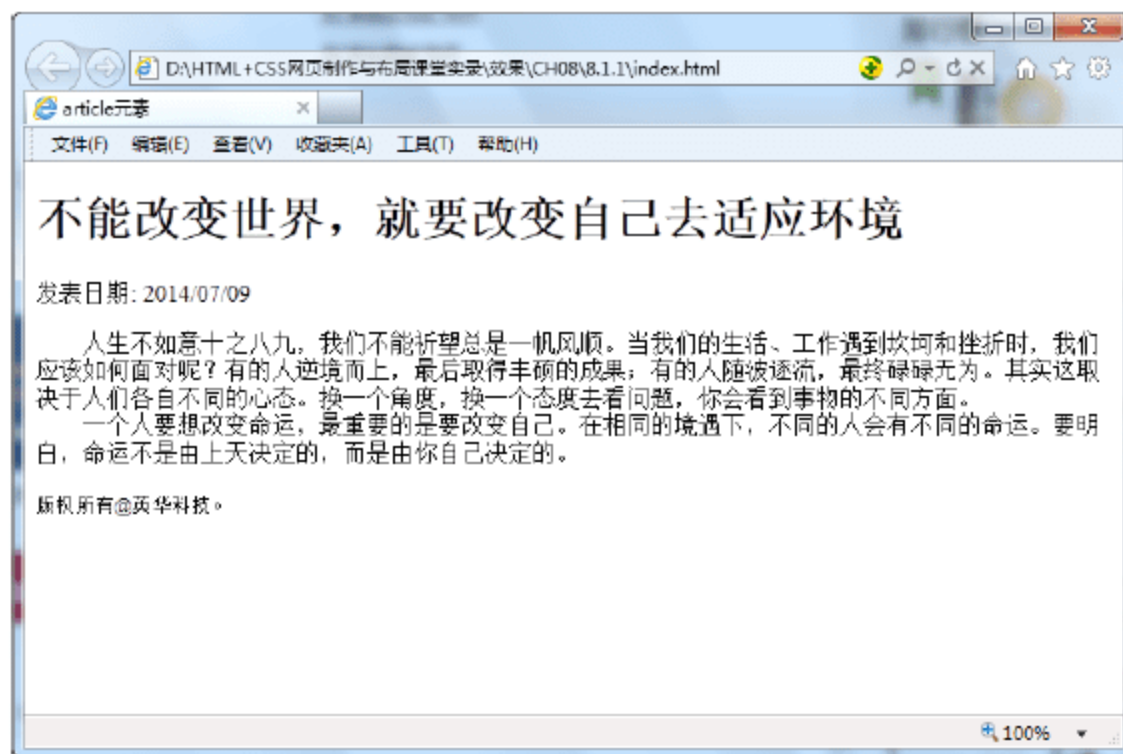 D:\HTML+CSS网页制作与布局课堂实录\效果\CH08\8.1.1\index.html
article元素
文件(F) 编辑(E) 查看(V) 收藏夹(A) 工具(T) 帮助(H)
不能改变世界，就要改变自己去适应环境
发表日期: 2014/07/09
人生不如意十之八九，我们不能祈望总是一帆风顺。当我们的生活、工作遇到坎坷和挫折时，我们
应该如何面对呢？有的人逆境而上，最后取得丰硕的成果；有的人随波逐流，最终碌碌无为。其实这取
决于人们各自不同的心态。换一个角度，换一个态度去看问题，你会看到事物的不同方面。
一个人要想改变命运，最重要的是要改变自己。在相同的境遇下，不同的人会有不同的命运。要明
白，命运不是由上天决定的，而是由你自己决定的。
版权所有@英华科技。
100%